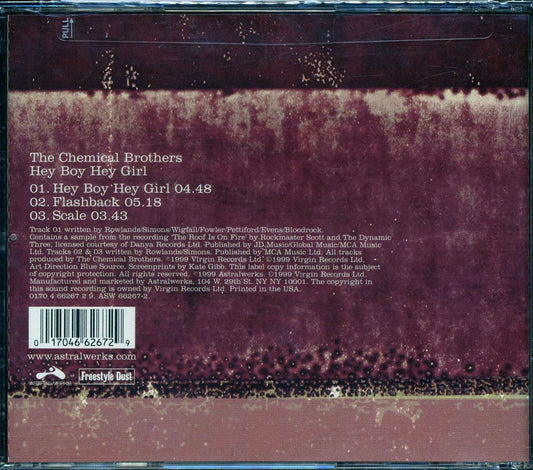 PULL
The Chemical Brothers
Hey Boy Hey Girl
01. Hey Boy Hey Girl 04.48
02. Flashback 05.18
03. Scale 03.43
Track 01 written by Rowlands/Simons/Wigfall/Fowler/Pettiford/Evens/Bloodrock
Contains a sample from the recording 'The Roof Is On Fire' by Rockmaster Scott and The Dynamic
Three, licensed courtesy of Danya Records Ltd. Published by JD.Music/Global Music/MCA Music
Ltd. Tracks 02 & 03 written by Rowlands/Simons. Published by MCA Music Ltd. All tracks
produced by The Chemical Brothers for Virgin Records Ltd. ©1999 Virgin Records Ltd.
Art Direction Blue Source. Screenprints by Kate Gibb. This label copy information is the subject
of copyright protection. All rights reserved. ℗1999 Astralwerks. ©1999 Virgin Records Ltd.
Manufactured and marketed by Astralwerks, 104 W. 29th St. NY NY 10001. The copyright in
this sound recording is owned by Virgin Records Ltd. Printed in the USA.
0170 4 66267 2 9. ASW 66267-2.
0 17046 62672 9
www.astralwerks.com
Freestyle Dust